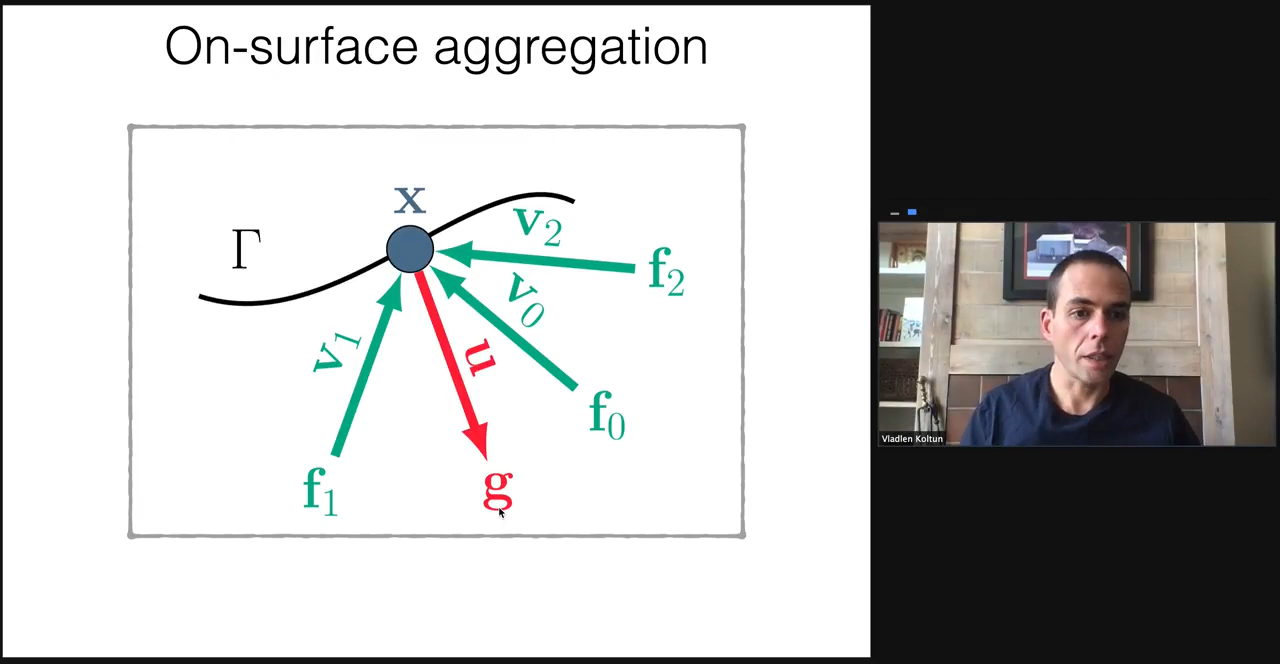 On-surface aggregation
x
Γ
v₂
f₂
v₀
v₁
u
f₀
f₁
g
Vladlen Koltun